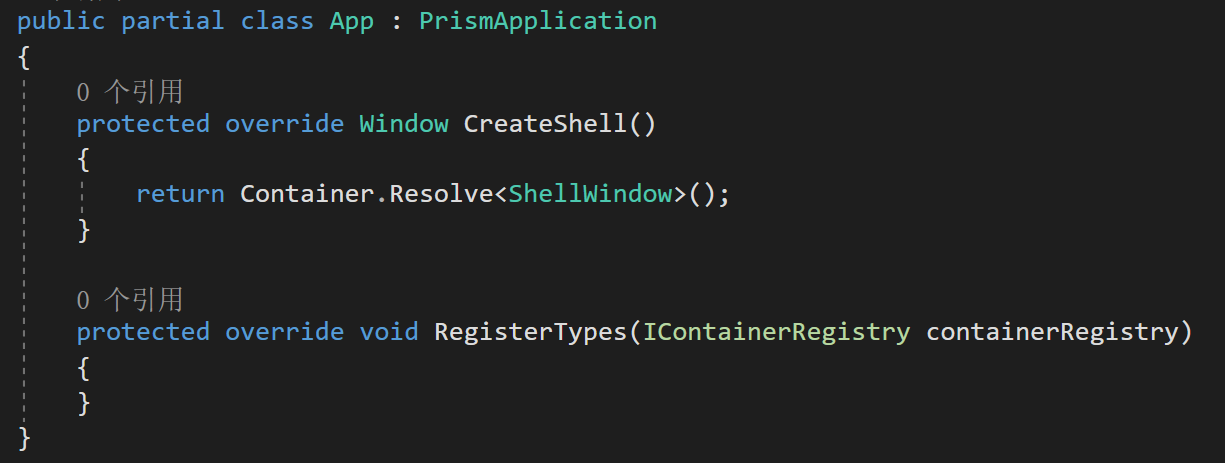 public partial class App : PrismApplication
{
0 个引用
protected override Window CreateShell()
{
return Container.Resolve<ShellWindow>();
}
0 个引用
protected override void RegisterTypes(IContainerRegistry containerRegistry)
{
}
}